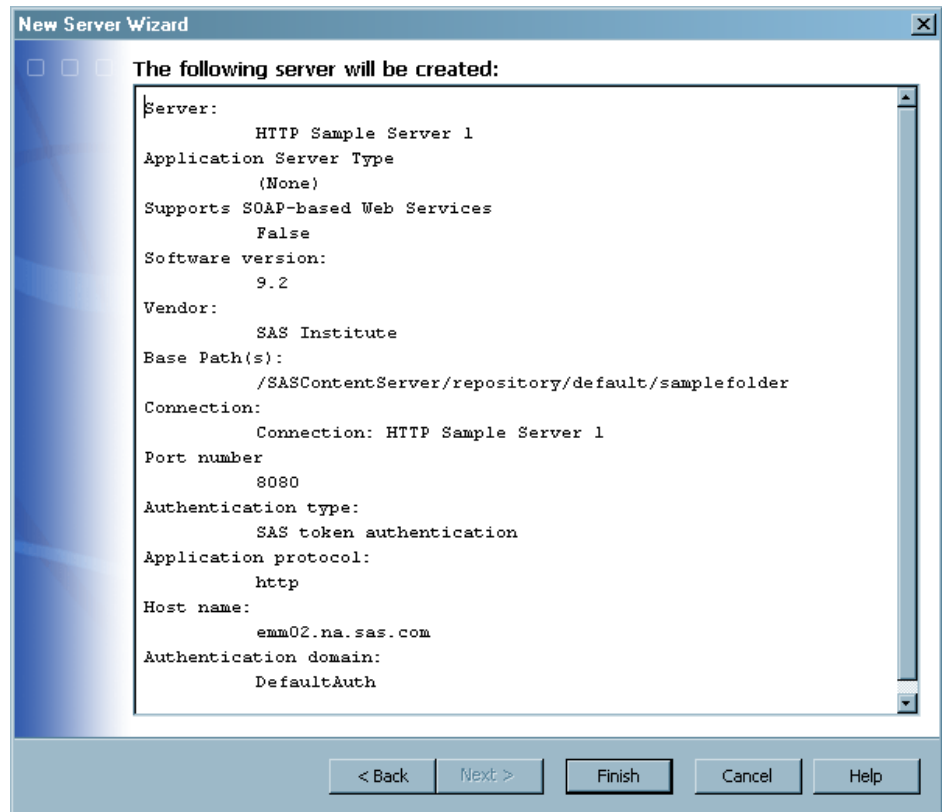 New Server Wizard
The following server will be created:
Server:
HTTP Sample Server 1
Application Server Type
(None)
Supports SOAP-based Web Services
False
Software version:
9.2
Vendor:
SAS Institute
Base Path(s):
/SASContentServer/repository/default/samplefolder
Connection:
Connection: HTTP Sample Server 1
Port number
8080
Authentication type:
SAS token authentication
Application protocol:
http
Host name:
emm02.na.sas.com
Authentication domain:
DefaultAuth
< Back Next > Finish Cancel Help